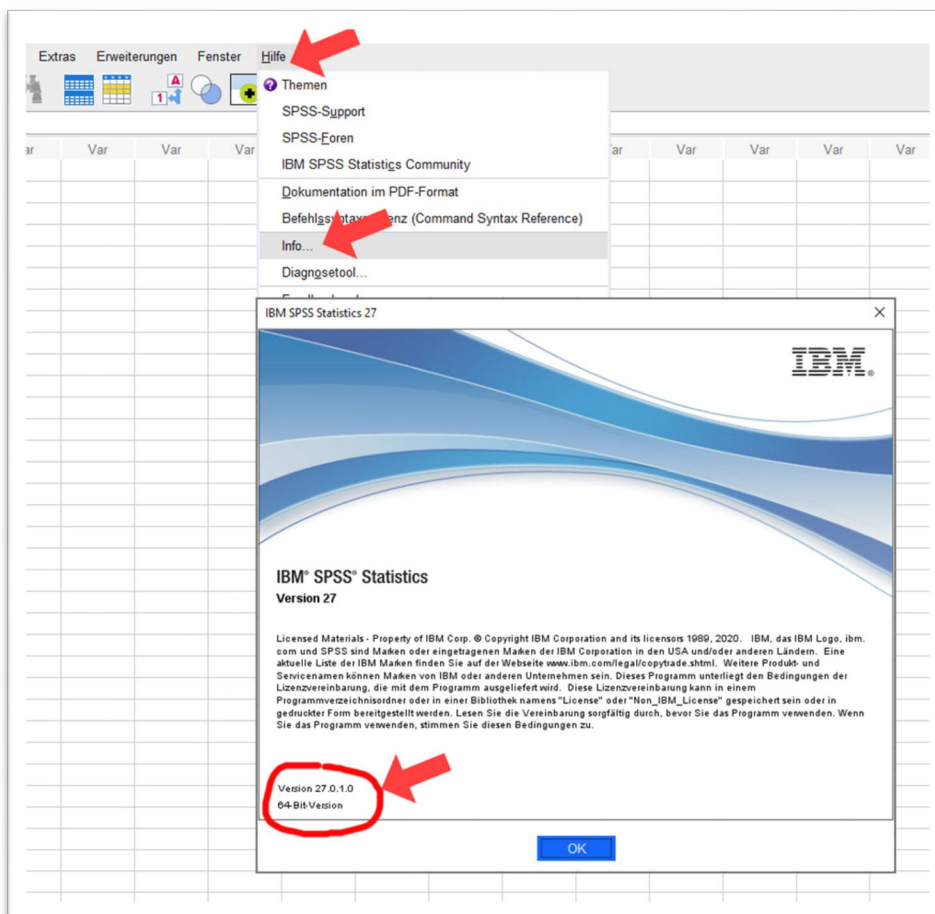 Extras Erweiterungen Fenster Hilfe
A
1
Themen
SPSS-Support
SPSS-Foren
ar Var Var Var ar Var Var Var Var
IBM SPSS Statistics Community
Dokumentation im PDF-Format
(Command Syntax Reference)
Info...
Diagnosetool...
IBM SPSS Statistics 27
IBM®
IBM® SPSS® Statistics
Version 27
Licensed Materials - Property of IBM Corp. © Copyright IBM Corporation and its licensors 1989, 2020. IBM, das IBM Logo, ibm.
com und SPSS sind Marken oder eingetragenen Marken der IBM Corporation in den USA und/oder anderen Ländern. Eine
aktuelle Liste der IBM Marken finden Sie auf der Webseite www.ibm.com/legal/copytrade.shtml. Weitere Produkt- und
Servicenamen können Marken von IBM oder anderen Unternehmen sein. Dieses Programm unterliegt den Bedingungen der
Lizenzvereinbarung, die mit dem Programm ausgeliefert wird. Diese Lizenzvereinbarung kann in einem
Programmverzeichnisordner oder in einer Bibliothek namens "License" oder "Non_IBM_License" gespeichert sein oder in
gedruckter Form bereitgestellt werden. Lesen Sie die Vereinbarung sorgfältig durch, bevor Sie das Programm verwenden. Wenn
Sie das Programm verwenden, stimmen Sie diesen Bedingungen zu.
Version 27.0.1.0
64-Bit-Version
OK